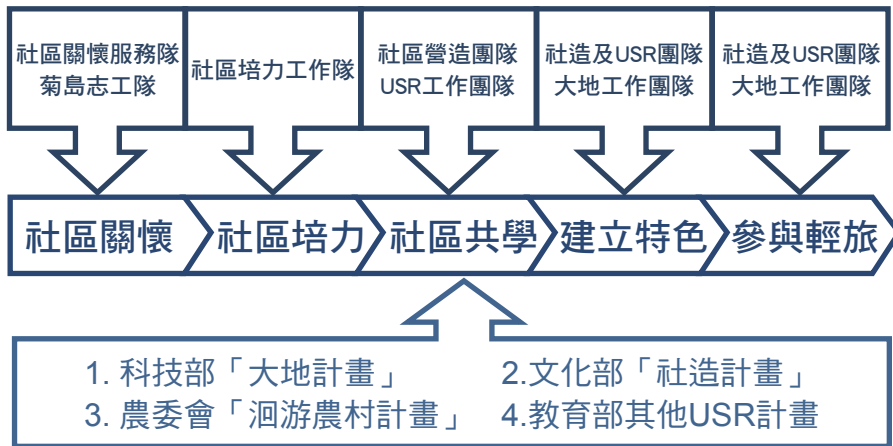 社區關懷服務隊
菊島志工隊
社區培力工作隊
社區營造團隊
USR工作團隊
社造及USR團隊
大地工作團隊
社造及USR團隊
大地工作團隊
社區關懷
社區培力
社區共學
建立特色
參與輕旅
1. 科技部「大地計畫」 2.文化部「社造計畫」
3. 農委會「洄游農村計畫」 4.教育部其他USR計畫